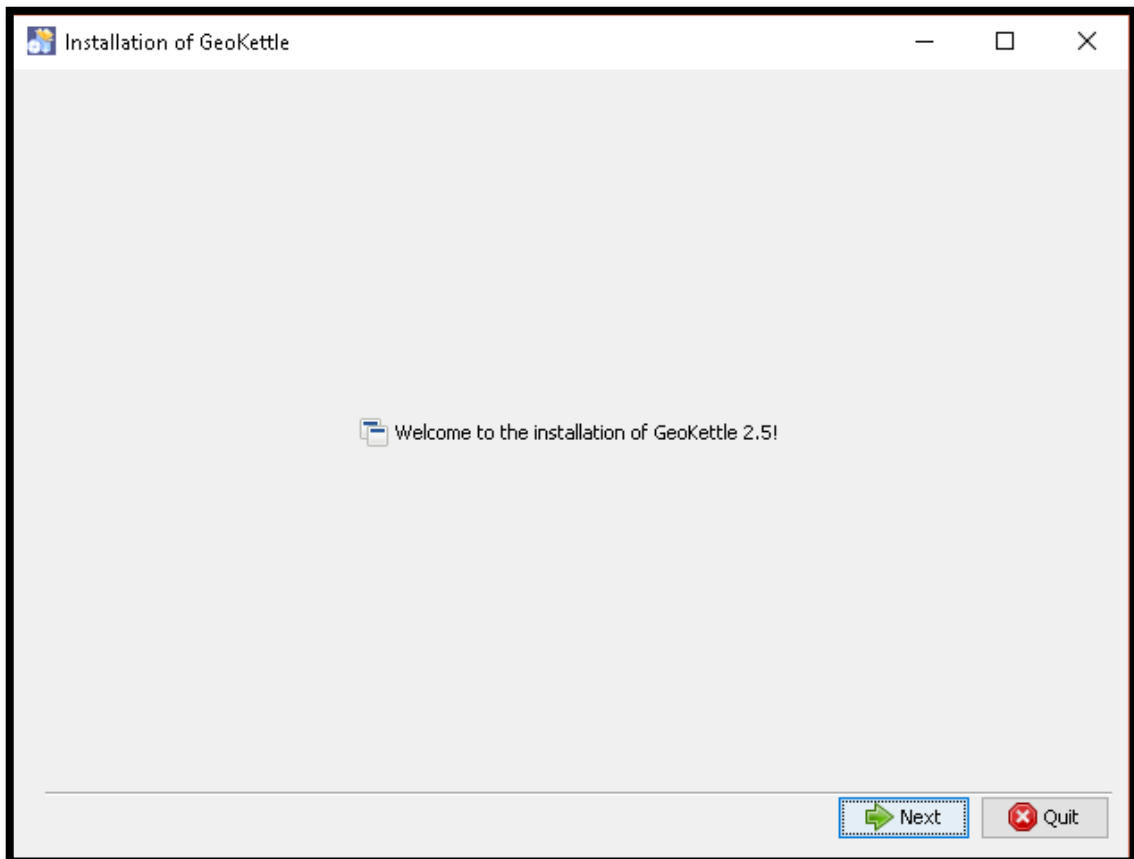 Installation of GeoKettle
Welcome to the installation of GeoKettle 2.5!
Next
Quit